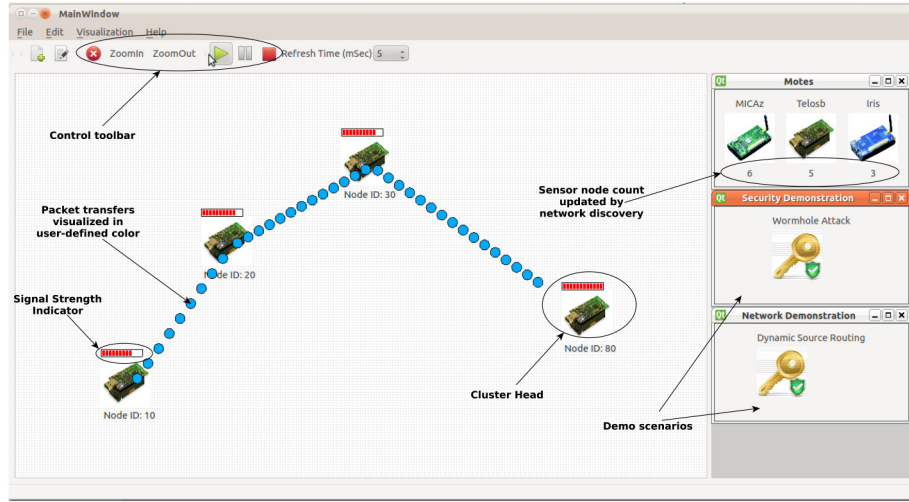 MainWindow
File Edit Visualization Help
ZoomIn ZoomOut Refresh Time (mSec) 5
Control toolbar
Qt Motes
MICAz Telosb Iris
6 5 3
Sensor node count
updated by
network discovery
Node ID: 30
Packet transfers
visualized in
user-defined color
Qt Security Demonstration
Wormhole Attack
Node ID: 20
Signal Strength
Indicator
Qt Network Demonstration
Dynamic Source Routing
Node ID: 80
Cluster Head
Node ID: 10
Demo scenarios